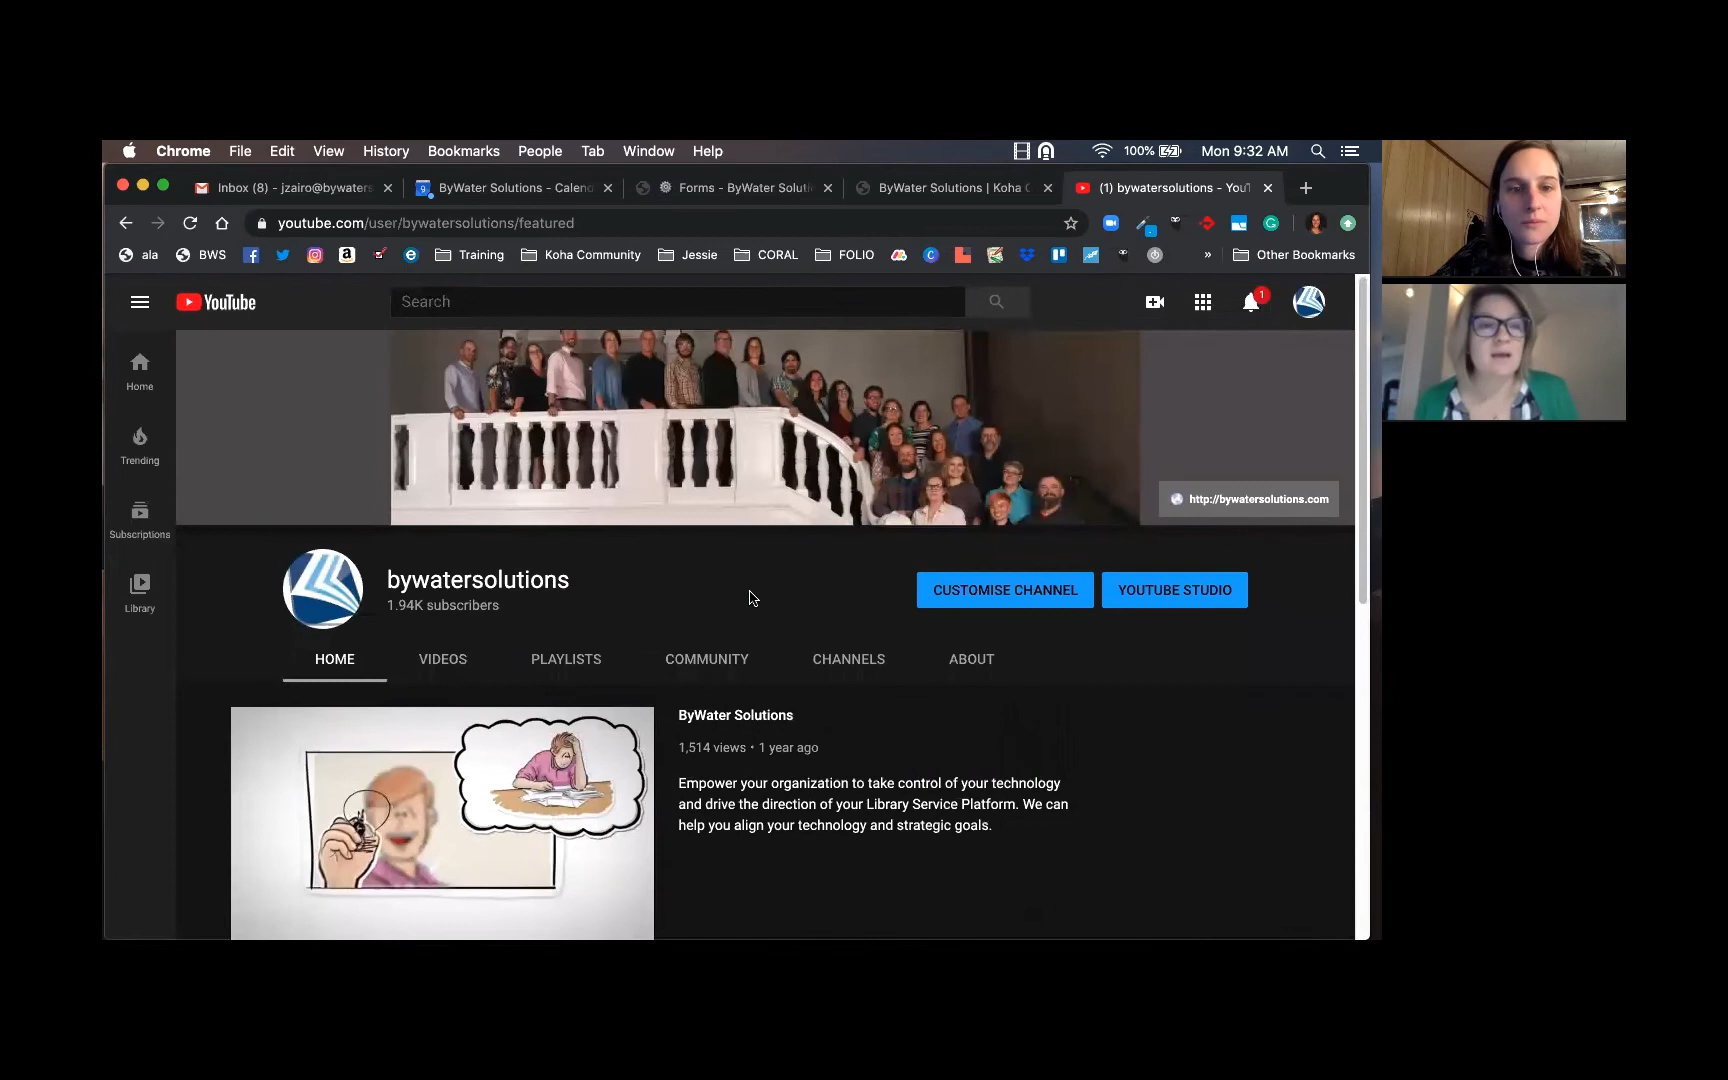 Chrome File Edit View History Bookmarks People Tab Window Help 100% Mon 9:32 AM
Inbox (8) - jzairo@bywaters ByWater Solutions - Calend Forms - ByWater Soluti ByWater Solutions | Koha (1) bywatersolutions - YouT
youtube.com/user/bywatersolutions/featured
ala BWS Training Koha Community Jessie CORAL FOLIO » Other Bookmarks
YouTube Search 1
http://bywatersolutions.com
Home
Trending
Subscriptions
Library
bywatersolutions
1.94K subscribers
CUSTOMISE CHANNEL YOUTUBE STUDIO
HOME VIDEOS PLAYLISTS COMMUNITY CHANNELS ABOUT
ByWater Solutions
1,514 views • 1 year ago
Empower your organization to take control of your technology
and drive the direction of your Library Service Platform. We can
help you align your technology and strategic goals.